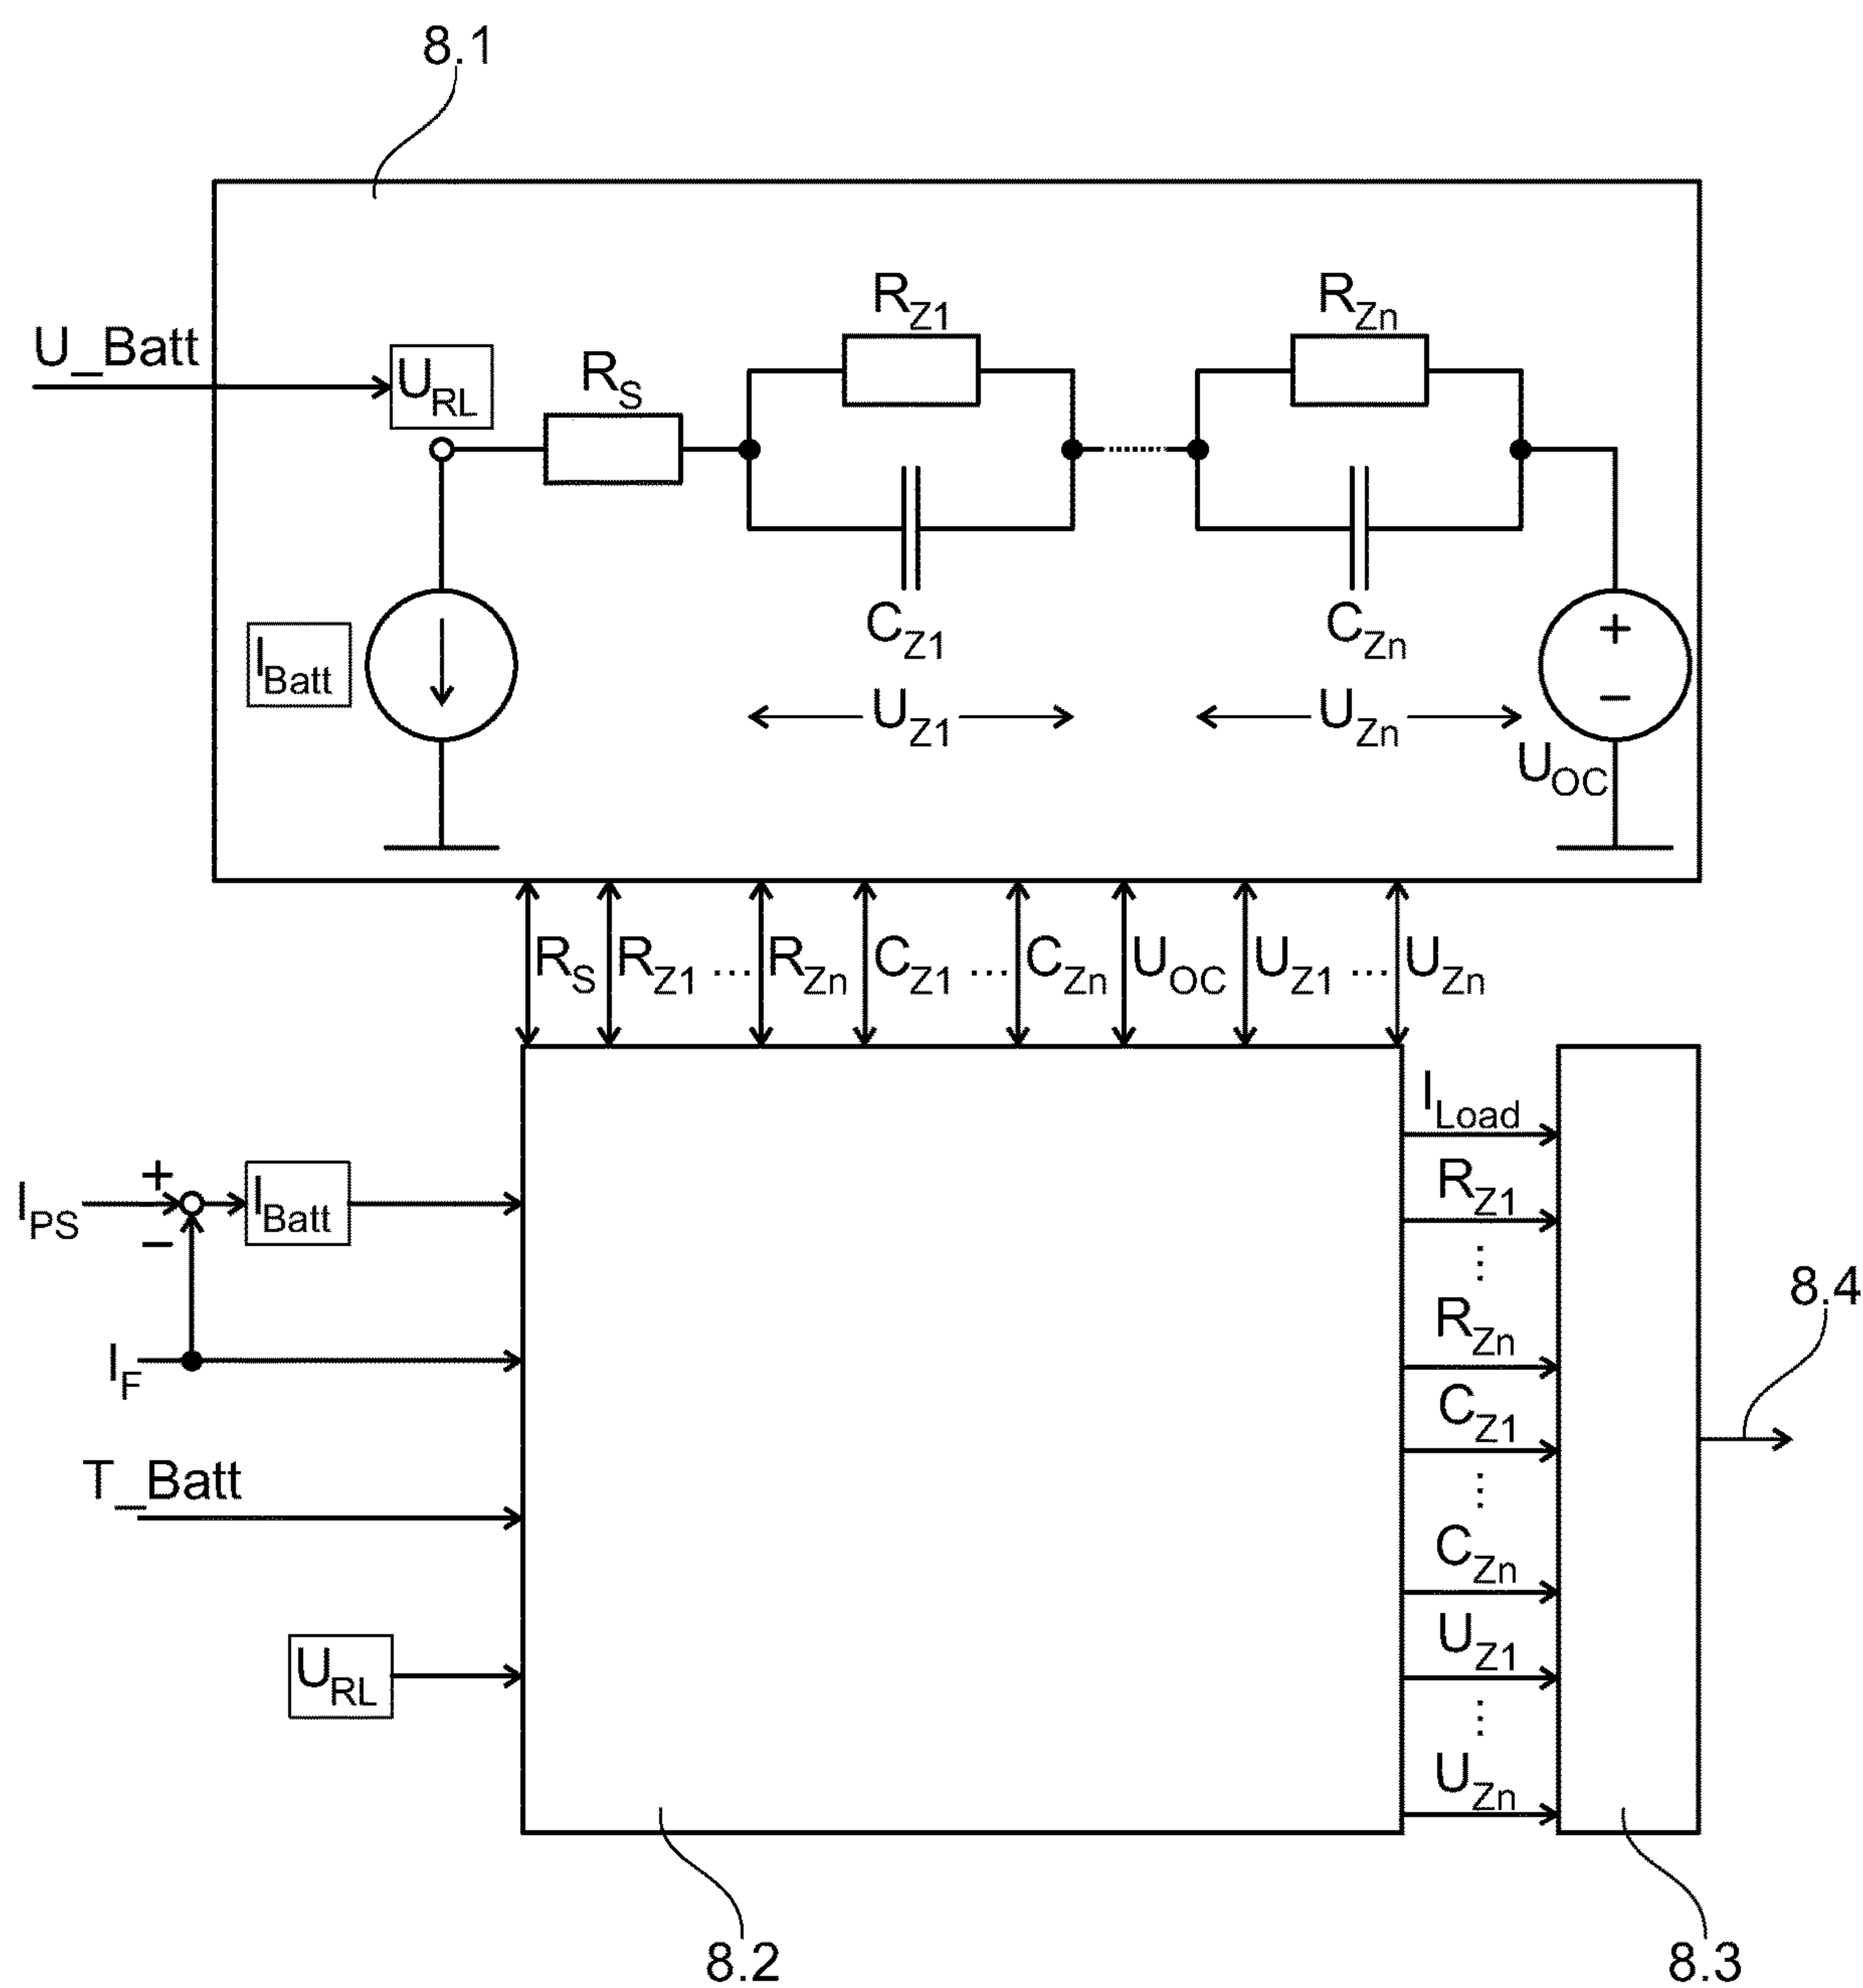 8.1
U_Batt
U_RL
R_S
R_Z1
R_Zn
C_Z1
C_Zn
I_Batt
+
−
U_Z1
U_Zn
U_OC
R_S R_Z1 ... R_Zn C_Z1 ... C_Zn U_OC U_Z1 ... U_Zn
I_PS
+
−
I_Batt
I_F
T_Batt
U_RL
I_Load
R_Z1
...
R_Zn
C_Z1
...
C_Zn
U_Z1
...
U_Zn
8.4
8.2
8.3